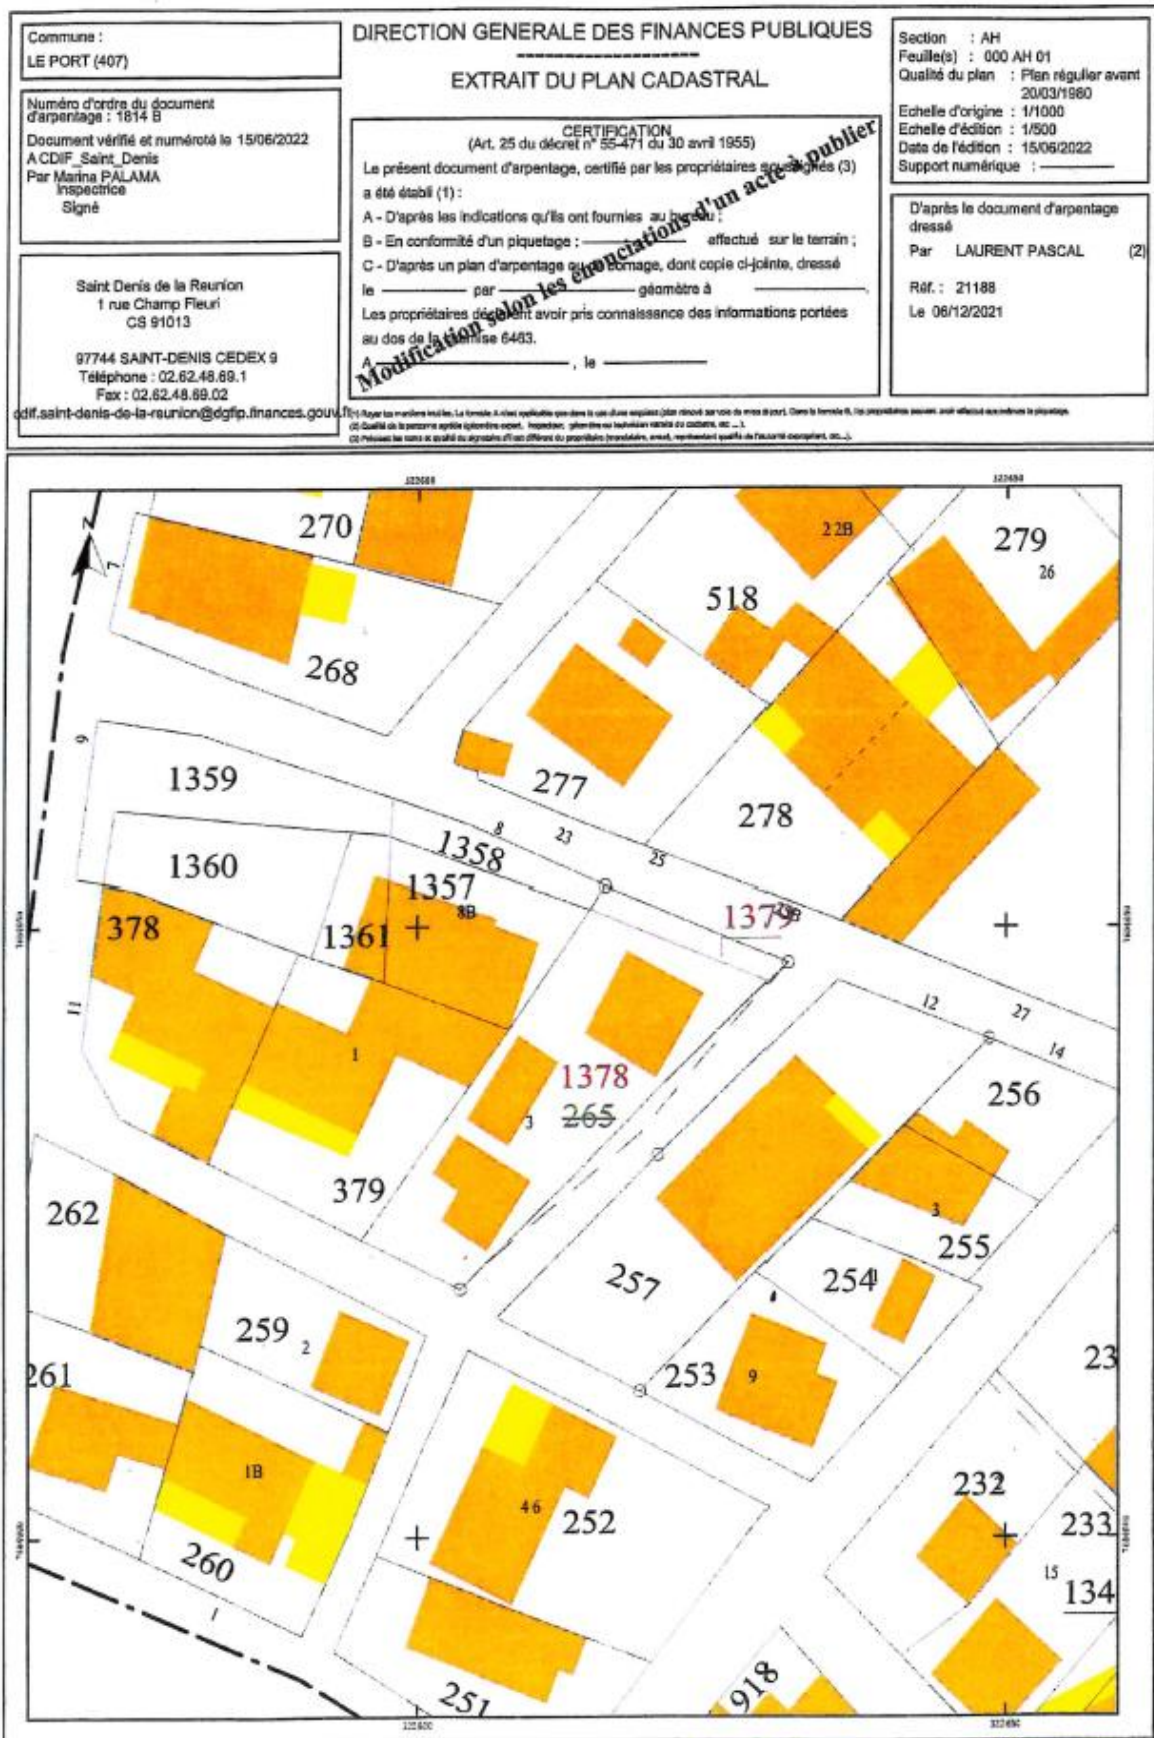 Commune :
LE PORT (407)
Numéro d'ordre du document
d'arpentage : 1814 B
Document vérifié et numéroté le 15/06/2022
A CDIF_Saint_Denis
Par Marina PALAMA
Inspectrice
Signé
Saint Denis de la Reunion
1 rue Champ Fleuri
CS 91013
97744 SAINT-DENIS CEDEX 9
Téléphone : 02.62.48.69.1
Fax : 02.62.48.69.02
cdif.saint-denis-de-la-reunion@dgfip.finances.gouv.fr
DIRECTION GENERALE DES FINANCES PUBLIQUES
EXTRAIT DU PLAN CADASTRAL
CERTIFICATION
(Art. 25 du décret n° 55-471 du 30 avril 1955)
Le présent document d'arpentage, certifié par les propriétaires soussignés (3)
a été établi (1) :
A - D'après les indications qu'ils ont fournies au bureau ;
B - En conformité d'un piquetage : effectué sur le terrain ;
C - D'après un plan d'arpentage ou de bornage, dont copie ci-jointe, dressé
le par géomètre à
Les propriétaires déclarent avoir pris connaissance des informations portées
au dos de la chemise 6463.
A , le
Modification selon les énonciations d'un acte à publier
Section : AH
Feuille(s) : 000 AH 01
Qualité du plan : Plan régulier avant
20/03/1980
Echelle d'origine : 1/1000
Echelle d'édition : 1/500
Date de l'édition : 15/06/2022
Support numérique :
D'après le document d'arpentage
dressé
Par LAURENT PASCAL (2)
Réf. : 21188
Le 06/12/2021
N
270
22B
279
26
7
518
268
9
1359
277
278
8
23
1358
25
1360
1357
8B
1379
378
1361
11
12
27
14
1
1378
256
265
3
379
262
3
255
257
254
259
2
253
9
261
23
1B
232
46
252
233
260
15
134
1
251
918